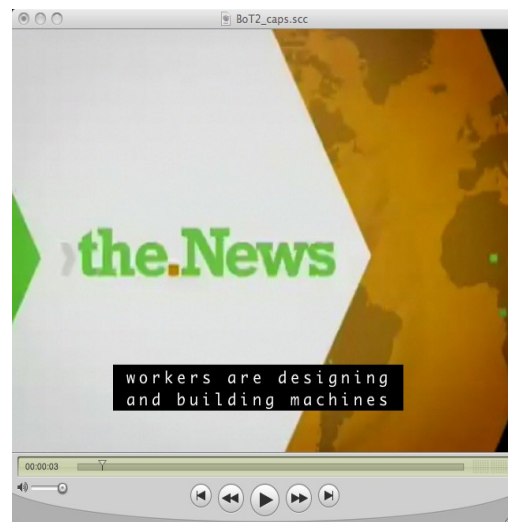 BoT2_caps.scc
the.News
workers are designing
and building machines
00:00:03